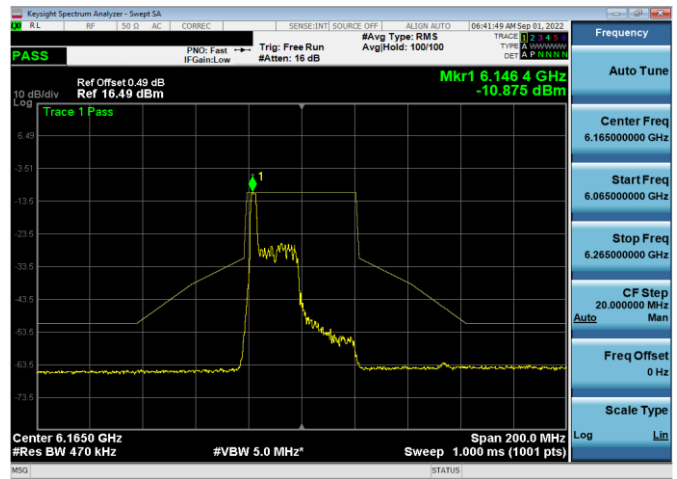 Keysight Spectrum Analyzer - Swept SA
RL RF 50 Ω AC CORREC SENSE:INT SOURCE OFF ALIGN AUTO 06:41:49 AM Sep 01, 2022
PASS
PNO: Fast
IFGain:Low
Trig: Free Run
#Atten: 16 dB
#Avg Type: RMS
Avg|Hold: 100/100
TRACE 1 2 3 4 5 6
TYPE A WWWWW
DET A P N N N N
Ref Offset 0.49 dB
10 dB/div Ref 16.49 dBm
Log
Mkr1 6.146 4 GHz
-10.875 dBm
Trace 1 Pass
1
6.49
-3.51
-13.5
-23.5
-33.5
-43.5
-53.5
-63.5
-73.5
Center 6.1650 GHz
#Res BW 470 kHz
#VBW 5.0 MHz*
Span 200.0 MHz
Sweep 1.000 ms (1001 pts)
MSG
STATUS
Frequency
Auto Tune
Center Freq
6.165000000 GHz
Start Freq
6.065000000 GHz
Stop Freq
6.265000000 GHz
CF Step
20.000000 MHz
Auto Man
Freq Offset
0 Hz
Scale Type
Log Lin